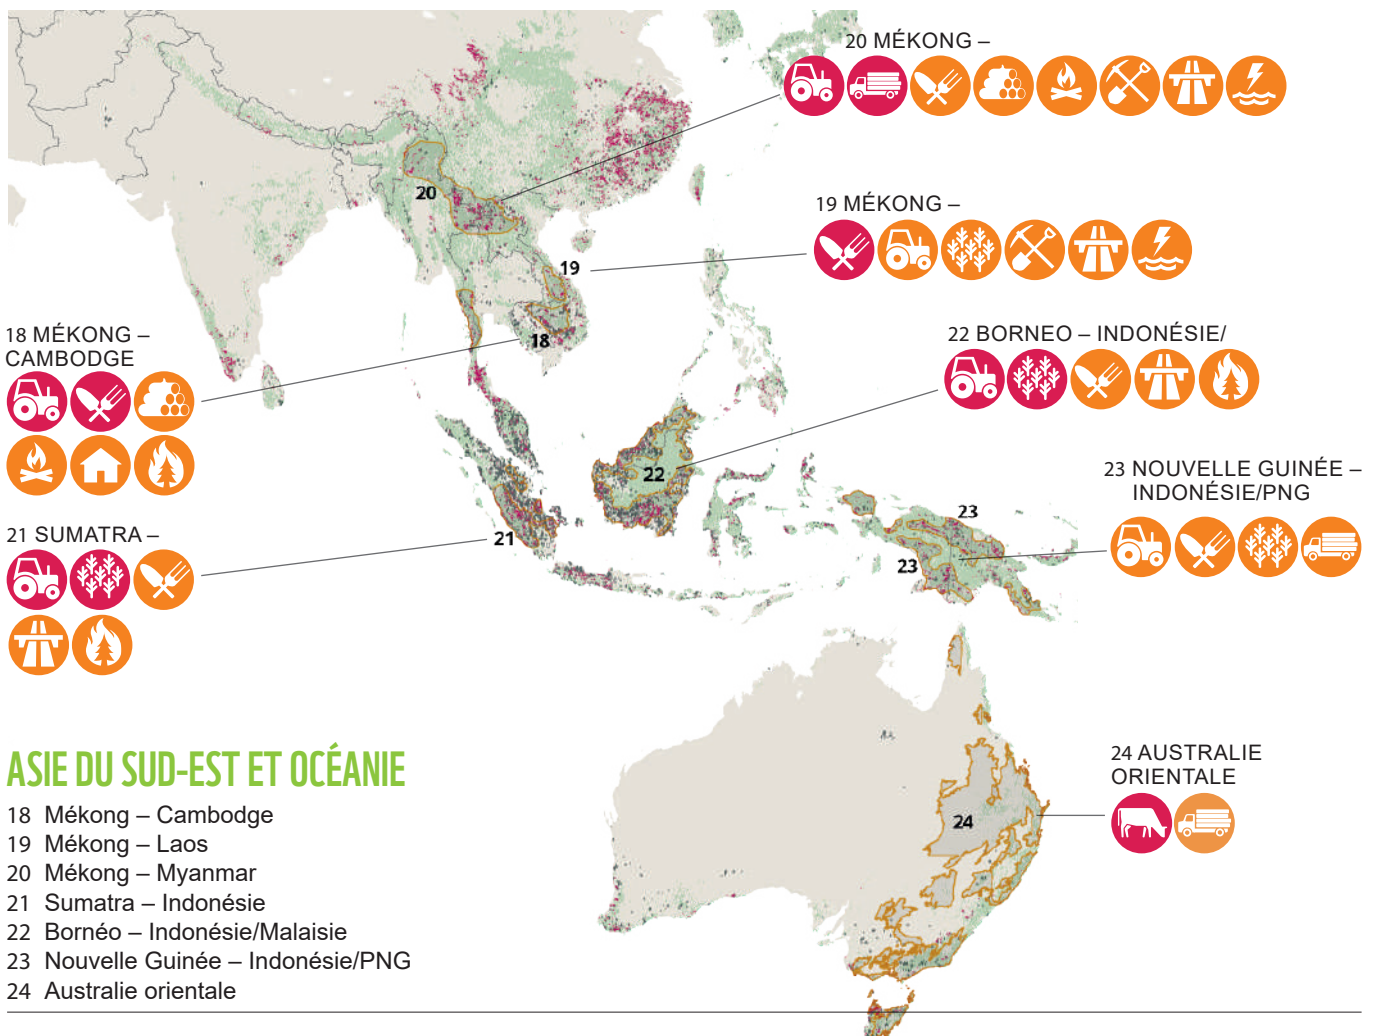 20 MÉKONG –
20
19 MÉKONG –
19
18 MÉKONG –
CAMBODGE
18
22 BORNEO – INDONÉSIE/
22
23 NOUVELLE GUINÉE –
INDONÉSIE/PNG
23
23
21 SUMATRA –
21
24 AUSTRALIE
ORIENTALE
24
ASIE DU SUD-EST ET OCÉANIE
18 Mékong – Cambodge
19 Mékong – Laos
20 Mékong – Myanmar
21 Sumatra – Indonésie
22 Bornéo – Indonésie/Malaisie
23 Nouvelle Guinée – Indonésie/PNG
24 Australie orientale